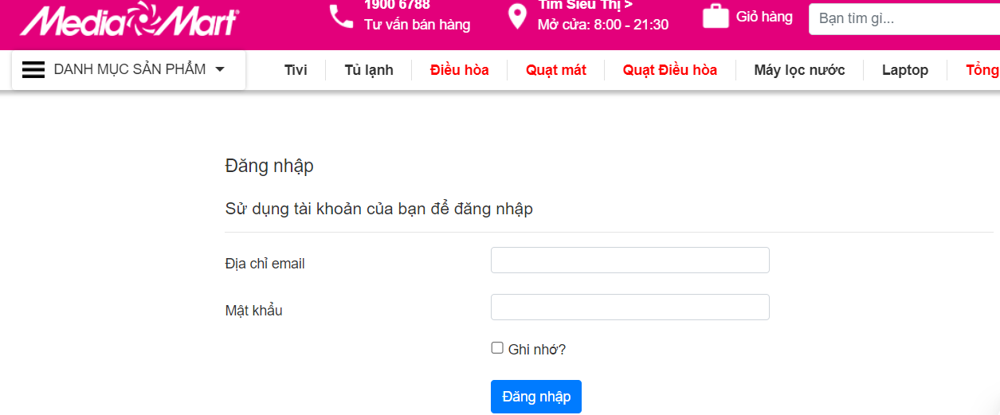 MediaMart
1900 6788
Tư vấn bán hàng
Tìm Siêu Thị >
Mở cửa: 8:00 - 21:30
Giỏ hàng
Bạn tìm gì...
DANH MỤC SẢN PHẨM
Tivi
Tủ lạnh
Điều hòa
Quạt mát
Quạt Điều hòa
Máy lọc nước
Laptop
Tổng
Đăng nhập
Sử dụng tài khoản của bạn để đăng nhập
Địa chỉ email
Mật khẩu
Ghi nhớ?
Đăng nhập